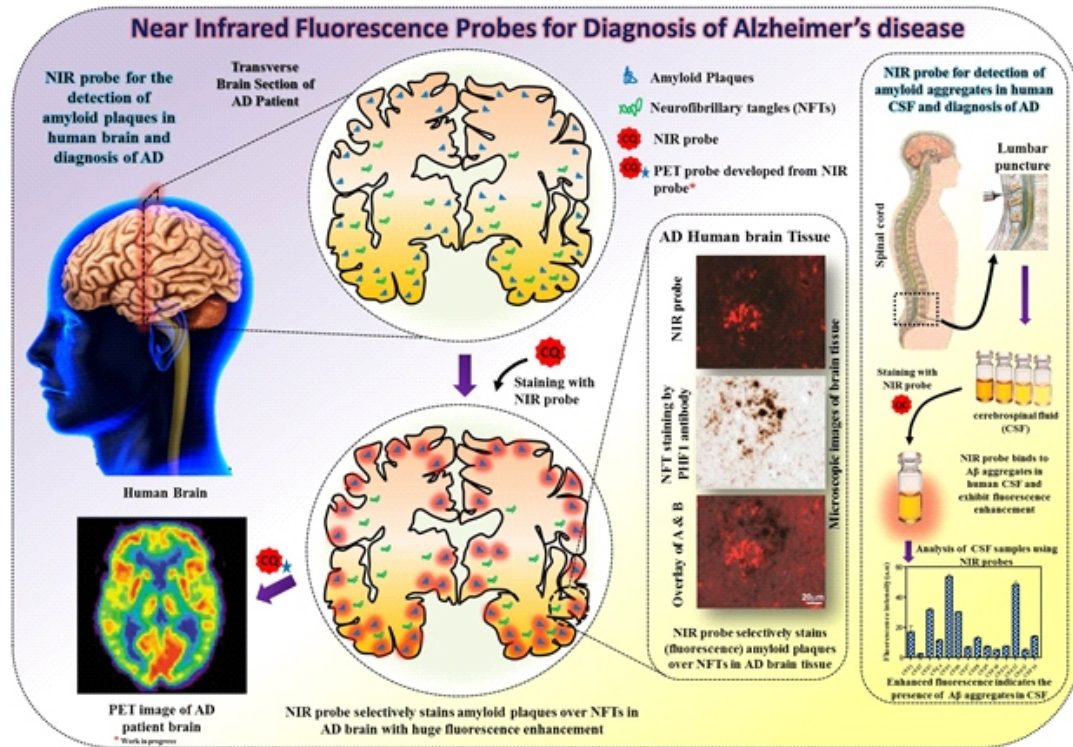 Near Infrared Fluorescence Probes for Diagnosis of Alzheimer's disease
NIR probe for the
detection of
amyloid plaques in
human brain and
diagnosis of AD
Transverse
Brain Section of
AD Patient
Human Brain
PET image of AD
patient brain
* Work in progress
Amyloid Plaques
Neurofibrillary tangles (NFTs)
CQ
NIR probe
CQ
PET probe developed from NIR
probe*
CQ
Staining with
NIR probe
CQ
NIR probe selectively stains amyloid plaques over NFTs in
AD brain with huge fluorescence enhancement
AD Human brain Tissue
NIR probe
NFT staining by
PHF1 antibody
Overlay of A & B
Microscopic images of brain tissue
20μm
NIR probe selectively stains
(fluorescence) amyloid plaques
over NFTs in AD brain tissue
NIR probe for detection of
amyloid aggregates in human
CSF and diagnosis of AD
Spinal cord
Lumbar
puncture
Staining with
NIR probe
cerebrospinal fluid
(CSF)
NIR probe binds to
Aβ aggregates in
human CSF and
exhibit fluorescence
enhancement
Analysis of CSF samples using
NIR probes
Fluorescence intensity(a.u)
60
40
20
0
Enhanced fluorescence indicates the
presence of Aβ aggregates in CSF